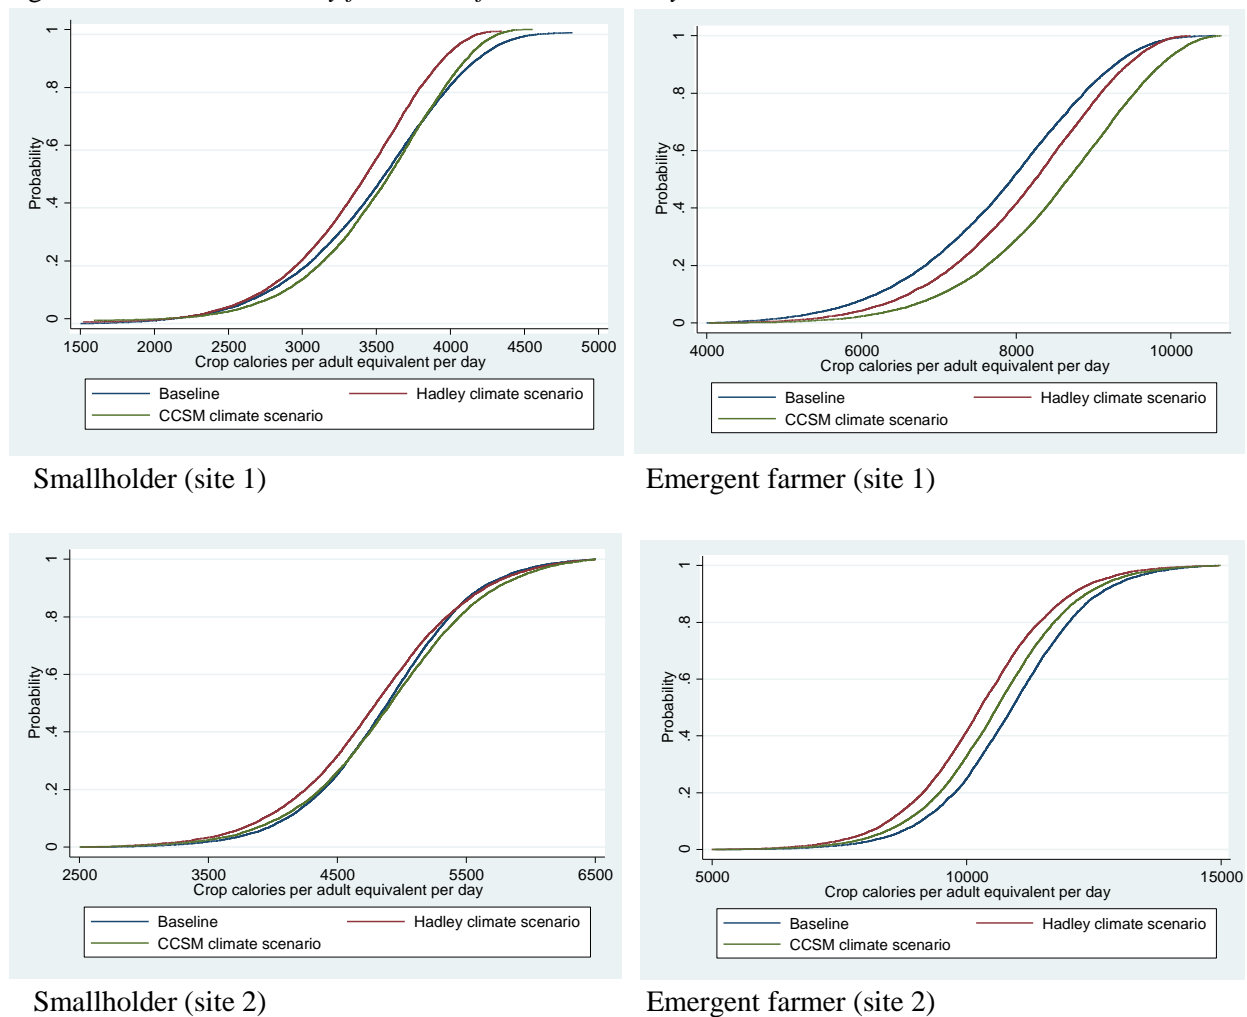 Probability
0 .2 .4 .6 .8 1
1500 2000 2500 3000 3500 4000 4500 5000
Crop calories per adult equivalent per day
Baseline Hadley climate scenario
CCSM climate scenario
Smallholder (site 1)
Probability
0 .2 .4 .6 .8 1
4000 6000 8000 10000
Crop calories per adult equivalent per day
Baseline Hadley climate scenario
CCSM climate scenario
Emergent farmer (site 1)
Probability
0 .2 .4 .6 .8 1
2500 3500 4500 5500 6500
Crop calories per adult equivalent per day
Baseline Hadley climate scenario
CCSM climate scenario
Smallholder (site 2)
Probability
0 .2 .4 .6 .8 1
5000 10000 15000
Crop calories per adult equivalent per day
Baseline Hadley climate scenario
CCSM climate scenario
Emergent farmer (site 2)